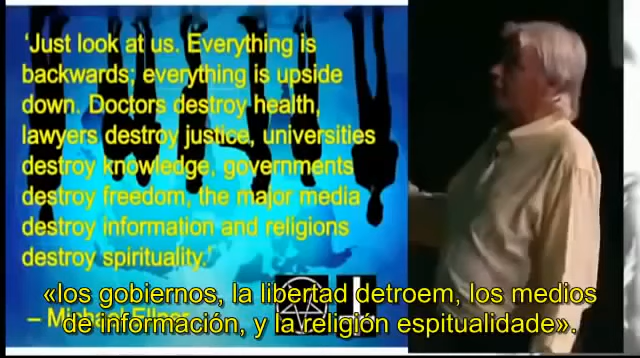 ‘Just look at us. Everything is
backwards; everything is upside
down. Doctors destroy health,
lawyers destroy justice, universities
destroy knowledge, governments
destroy freedom, the major media
destroy information and religions
destroy spirituality.’
– Michael Ellner
«los gobiernos, la libertad detroem, los medios
de información, y la religión espitualidade».